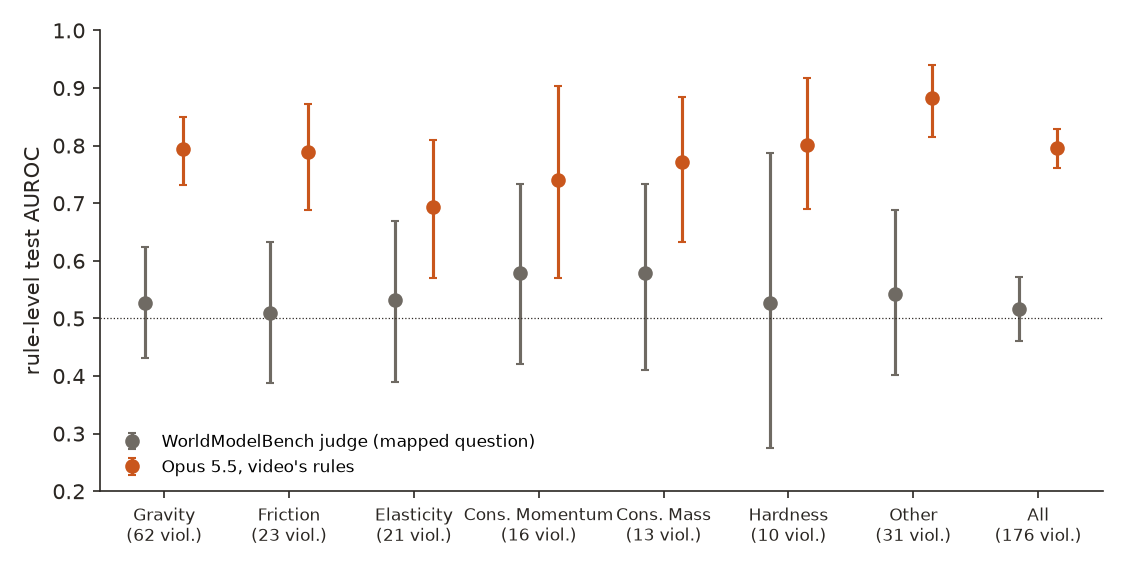 rule-level test AUROC
1.0
0.9
0.8
0.7
0.6
0.5
0.4
0.3
0.2
WorldModelBench judge (mapped question)
Opus 5.5, video's rules
Gravity
(62 viol.)
Friction
(23 viol.)
Elasticity
(21 viol.)
Cons. Momentum
(16 viol.)
Cons. Mass
(13 viol.)
Hardness
(10 viol.)
Other
(31 viol.)
All
(176 viol.)